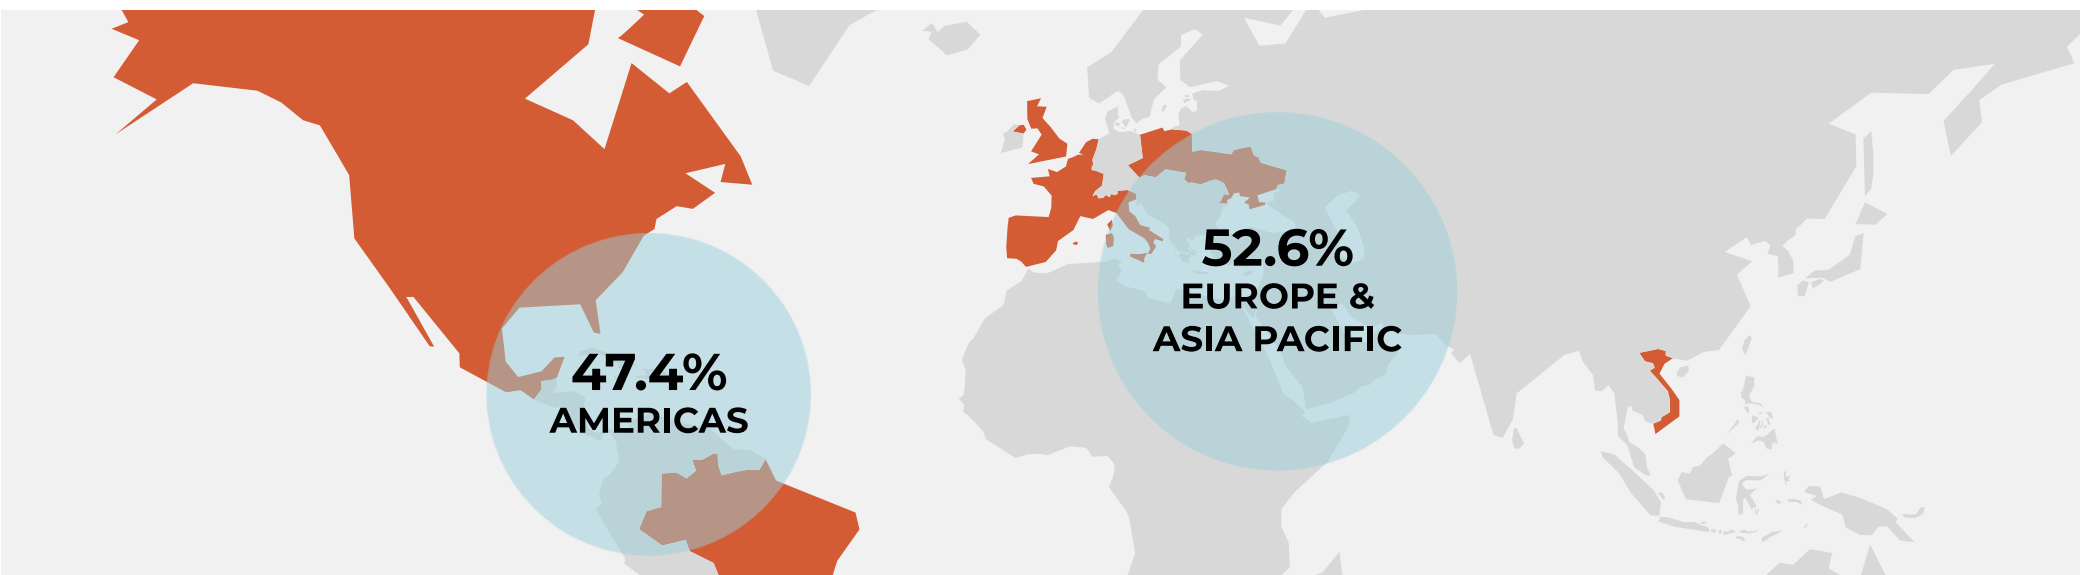 47.4%
AMERICAS
52.6%
EUROPE &
ASIA PACIFIC